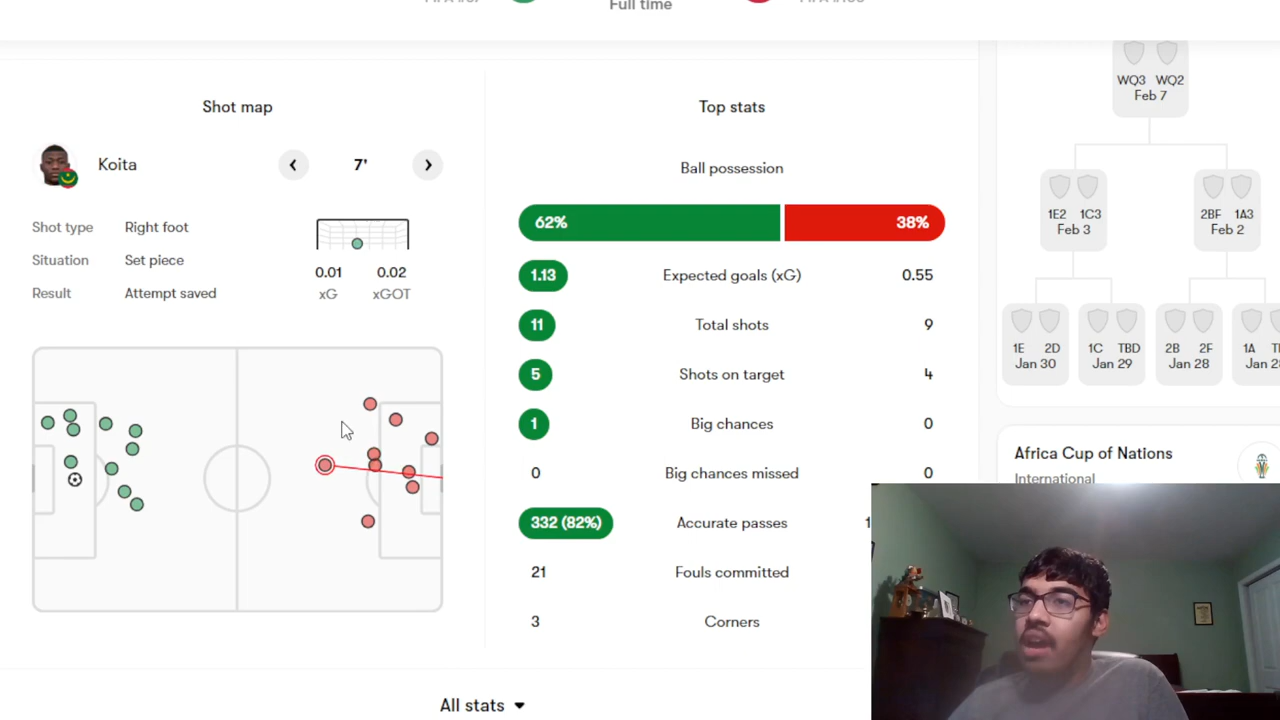 Full time
Shot map
Koita
7'
Shot type Right foot
Situation Set piece
Result Attempt saved
0.01 0.02
xG xGOT
Top stats
Ball possession
62% 38%
1.13 Expected goals (xG) 0.55
11 Total shots 9
5 Shots on target 4
1 Big chances 0
0 Big chances missed 0
332 (82%) Accurate passes
21 Fouls committed
3 Corners
All stats
WQ3 WQ2
Feb 7
1E2 1C3
Feb 3
2BF 1A3
Feb 2
1E 2D
Jan 30
1C TBD
Jan 29
2B 2F
Jan 28
1A
Africa Cup of Nations
International